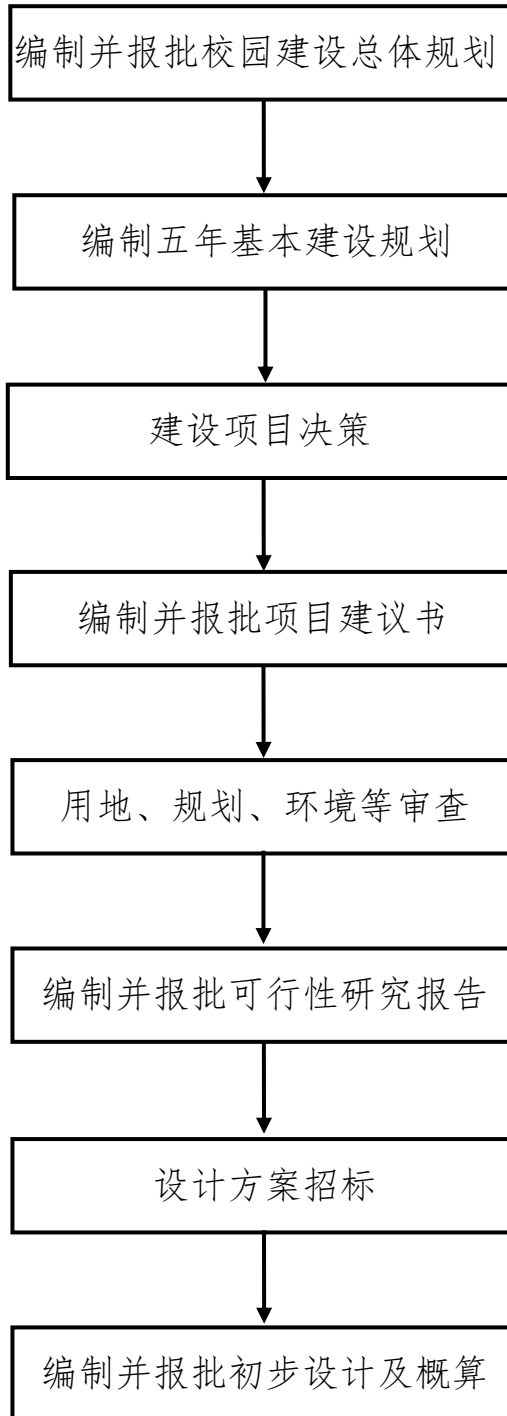 编制并报批校园建设总体规划
编制五年基本建设规划
建设项目决策
编制并报批项目建议书
用地、规划、环境等审查
编制并报批可行性研究报告
设计方案招标
编制并报批初步设计及概算